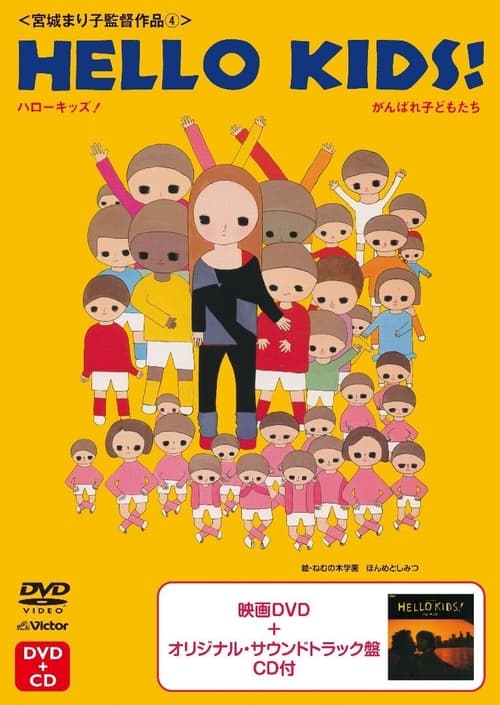 <宮城まり子監督作品④>
HELLO KIDS!
ハローキッズ!
がんばれ子どもたち
絵・ねむの木学園 ほんめとしみつ
DVD
VIDEO
Victor
DVD
+
CD
映画DVD
+
オリジナル・サウンドトラック盤
CD付
HELLO KIDS!